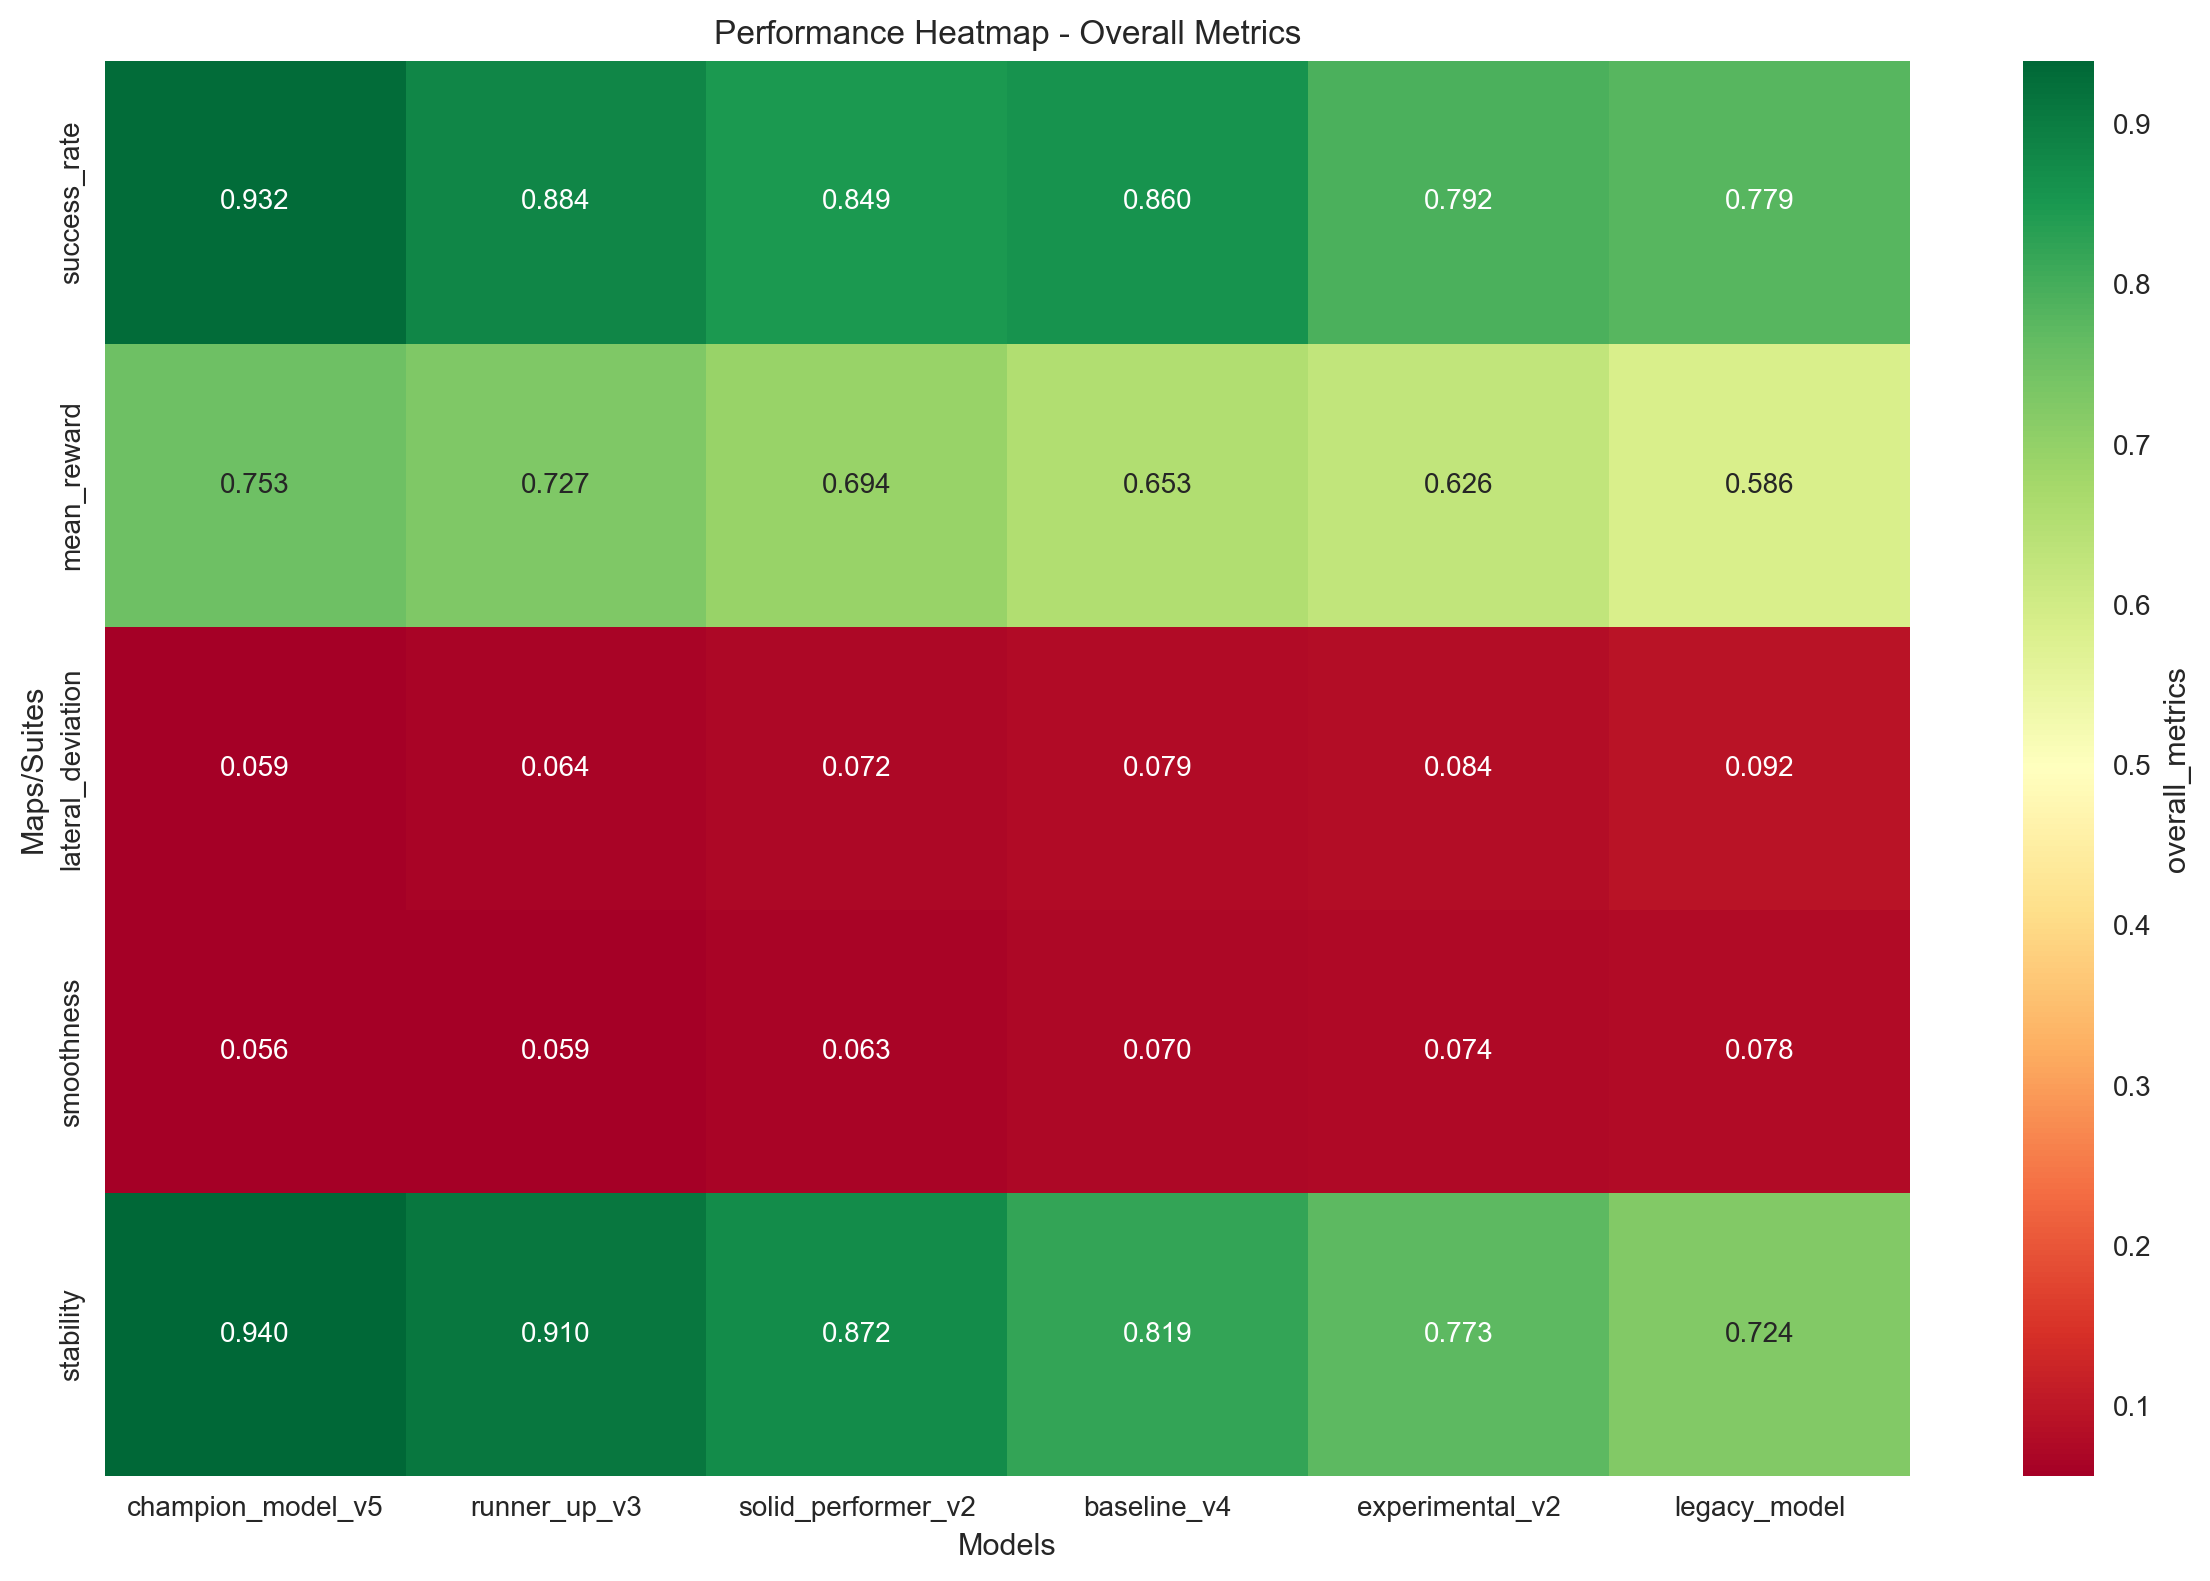 Performance Heatmap - Overall Metrics
Maps/Suites
success_rate
0.932 0.884 0.849 0.860 0.792 0.779
mean_reward
0.753 0.727 0.694 0.653 0.626 0.586
lateral_deviation
0.059 0.064 0.072 0.079 0.084 0.092
smoothness
0.056 0.059 0.063 0.070 0.074 0.078
stability
0.940 0.910 0.872 0.819 0.773 0.724
champion_model_v5 runner_up_v3 solid_performer_v2 baseline_v4 experimental_v2 legacy_model
Models
0.9
0.8
0.7
0.6
0.5
0.4
0.3
0.2
0.1
overall_metrics